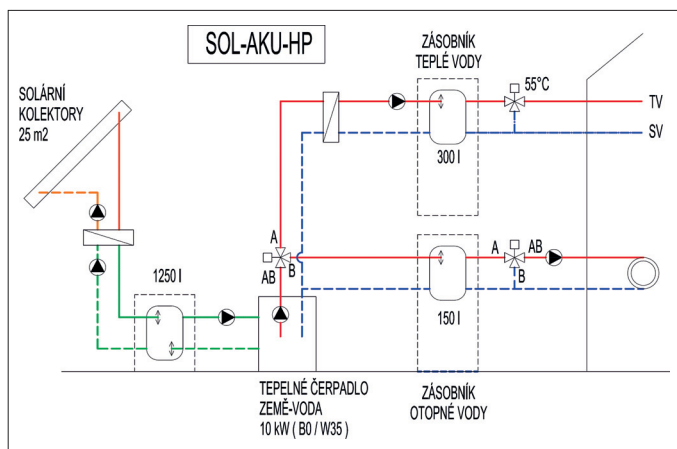 SOL-AKU-HP
SOLÁRNÍ
KOLEKTORY
25 m2
ZÁSOBNÍK
TEPLÉ VODY
55°C
TV
SV
300 l
A
AB
B
A
AB
B
1250 l
150 l
TEPELNÉ ČERPADLO
ZEMĚ-VODA
10 kW ( B0 / W35 )
ZÁSOBNÍK
OTOPNÉ VODY